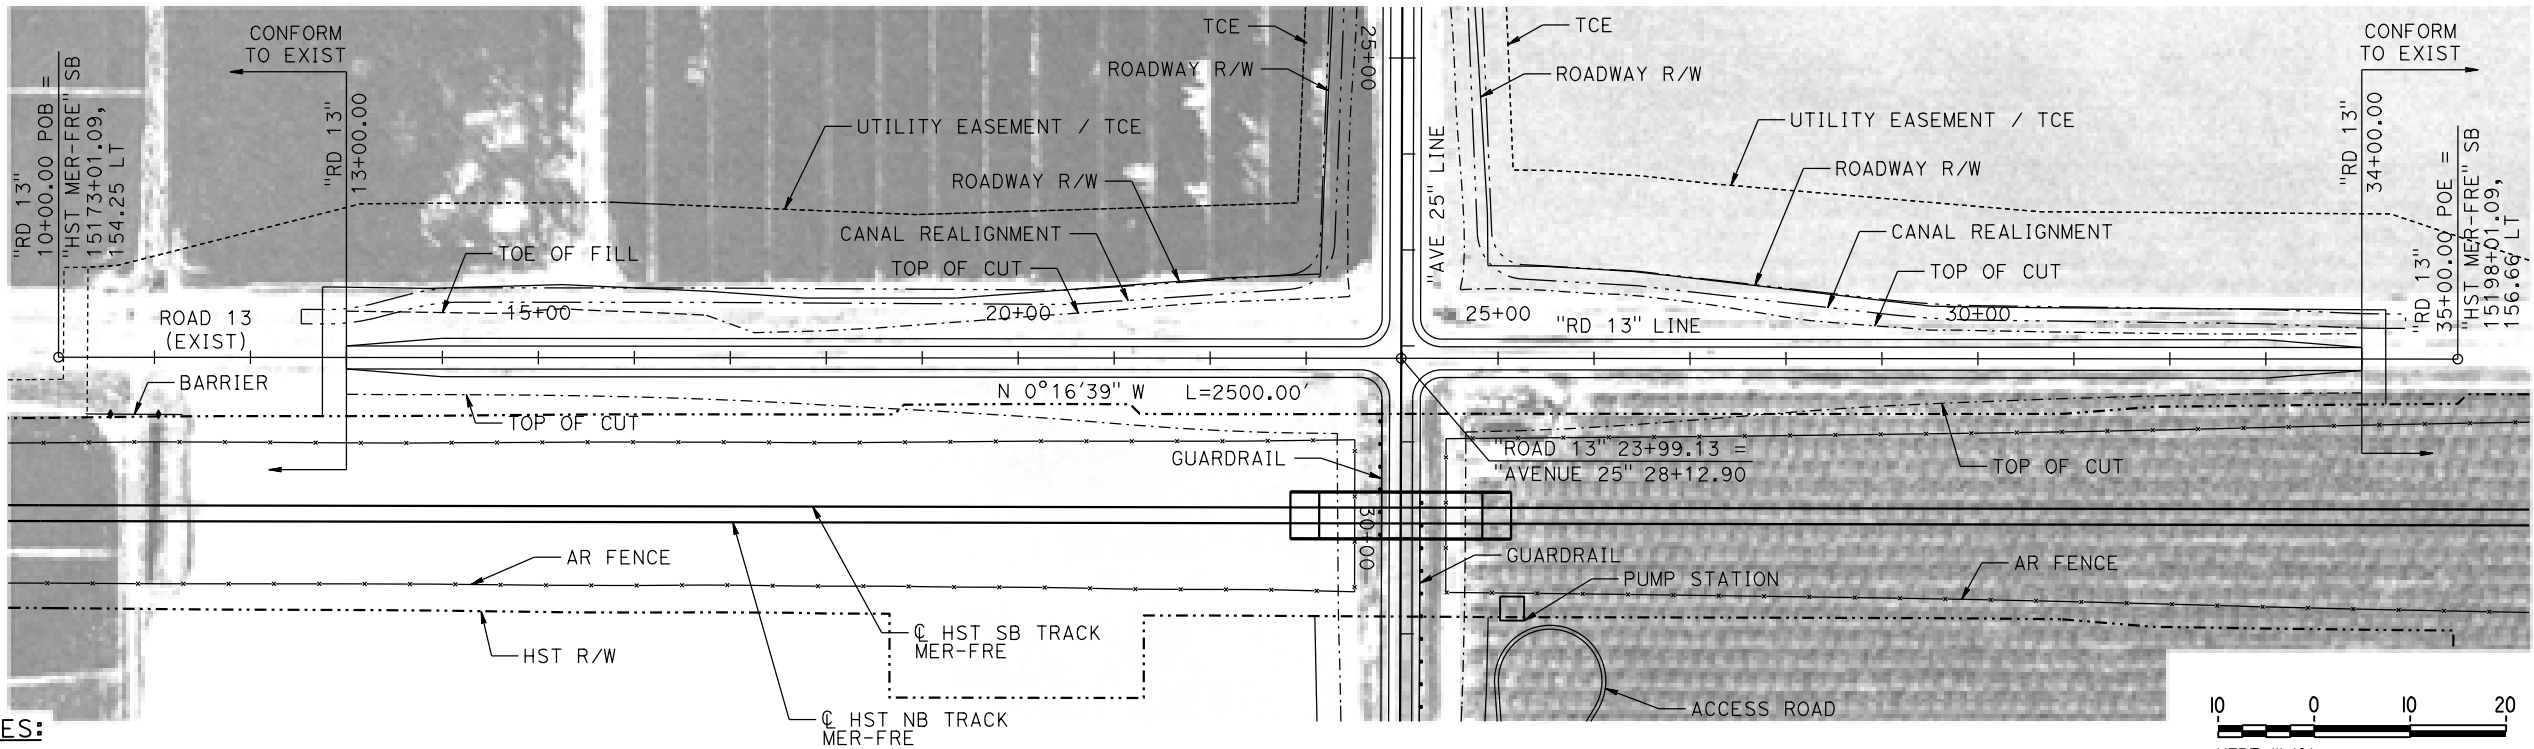 "RD 13"
10+00.00 POB =
"HST MER-FRE" SB
15173+01.09,
154.25 LT
CONFORM
TO EXIST
"RD 13"
13+00.00
TOE OF FILL
ROAD 13
(EXIST)
15+00
BARRIER
TOP OF CUT
UTILITY EASEMENT / TCE
ROADWAY R/W
CANAL REALIGNMENT
TOP OF CUT
20+00
N 0°16'39" W L=2500.00'
TCE
ROADWAY R/W
25+00
"AVE 25" LINE
TCE
ROADWAY R/W
UTILITY EASEMENT / TCE
ROADWAY R/W
CANAL REALIGNMENT
TOP OF CUT
25+00
"RD 13" LINE
30+00
CONFORM
TO EXIST
"RD 13"
34+00.00
"RD 13"
35+00.00 POE =
"HST MER-FRE" SB
15198+01.09,
156.66' LT
GUARDRAIL
"ROAD 13" 23+99.13 =
"AVENUE 25" 28+12.90
TOP OF CUT
30+00
AR FENCE
GUARDRAIL
PUMP STATION
AR FENCE
HST R/W
℄ HST SB TRACK
MER-FRE
℄ HST NB TRACK
MER-FRE
ACCESS ROAD
ES:
10 0 10 20